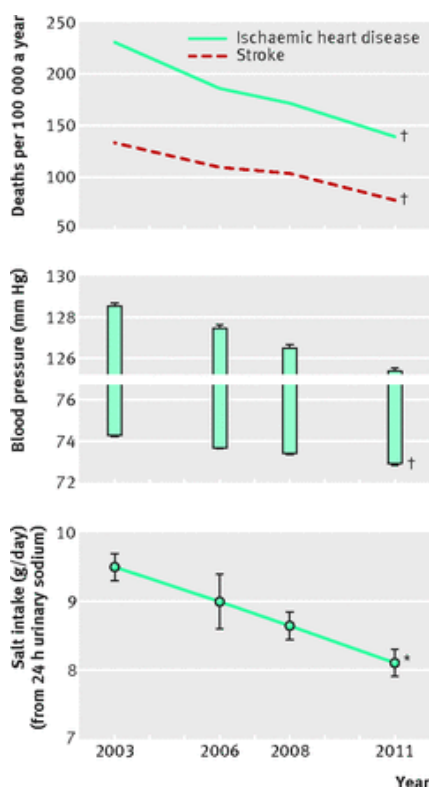 Deaths per 100 000 a year
250
200
150
100
50
Ischaemic heart disease
Stroke
†
†
Blood pressure (mm Hg)
130
128
126
76
74
72
†
Salt intake (g/day)
(from 24 h urinary sodium)
10
9
8
7
*
2003 2006 2008 2011
Year